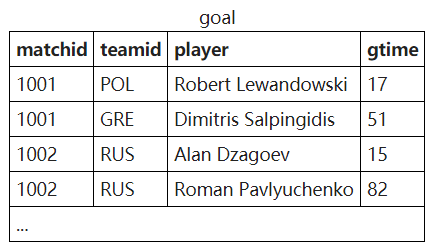 goal
matchid teamid player gtime
1001 POL Robert Lewandowski 17
1001 GRE Dimitris Salpingidis 51
1002 RUS Alan Dzagoev 15
1002 RUS Roman Pavlyuchenko 82
...